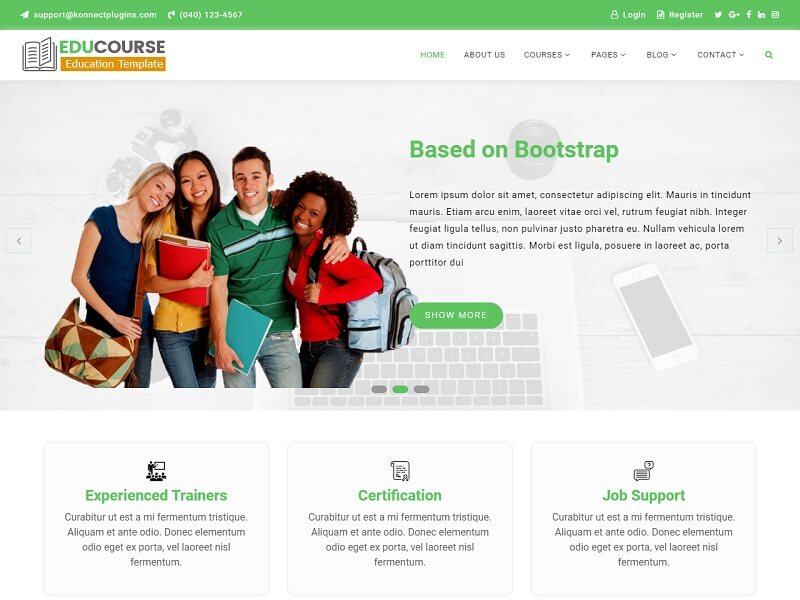 support@konnectplugins.com (040) 123-4567 Login Register
EDUCOURSE
Education Template
HOME ABOUT US COURSES PAGES BLOG CONTACT
Based on Bootstrap
Lorem ipsum dolor sit amet, consectetur adipiscing elit. Mauris in tincidunt
mauris. Etiam arcu enim, laoreet vitae orci vel, rutrum feugiat nibh. Integer
feugiat ligula tellus, non pulvinar justo pharetra eu. Nullam vehicula lorem
ut diam tincidunt sagittis. Morbi est ligula, posuere in laoreet ac, porta
porttitor dui
SHOW MORE
Experienced Trainers
Curabitur ut est a mi fermentum tristique.
Aliquam et ante odio. Donec elementum
odio eget ex porta, vel laoreet nisl
fermentum.
Certification
Curabitur ut est a mi fermentum tristique.
Aliquam et ante odio. Donec elementum
odio eget ex porta, vel laoreet nisl
fermentum.
Job Support
Curabitur ut est a mi fermentum tristique.
Aliquam et ante odio. Donec elementum
odio eget ex porta, vel laoreet nisl
fermentum.